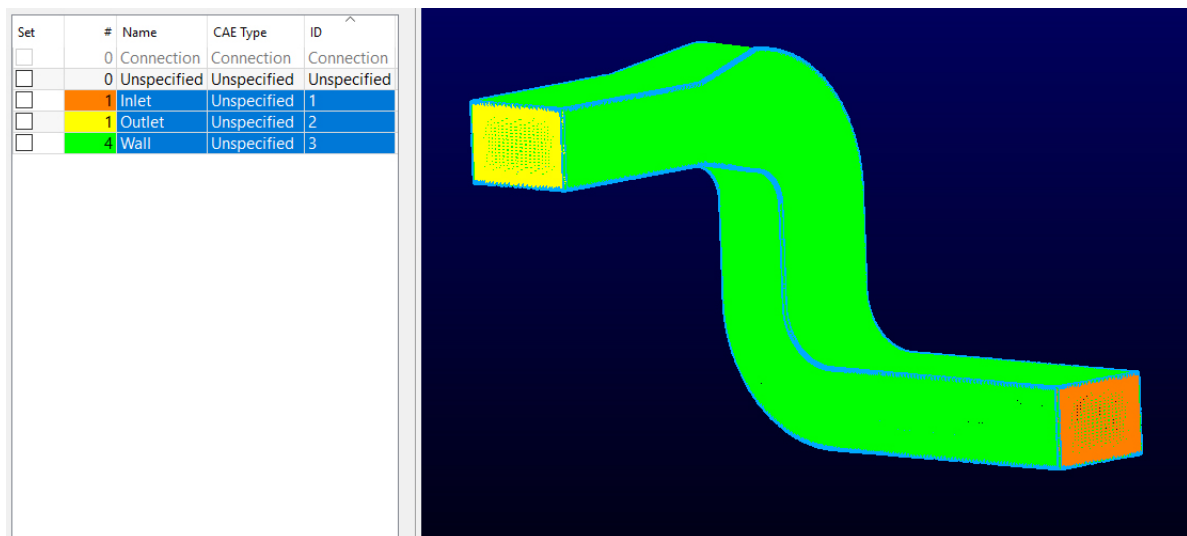 Set # Name CAE Type ID
0 Connection Connection Connection
0 Unspecified Unspecified Unspecified
1 Inlet Unspecified 1
1 Outlet Unspecified 2
4 Wall Unspecified 3